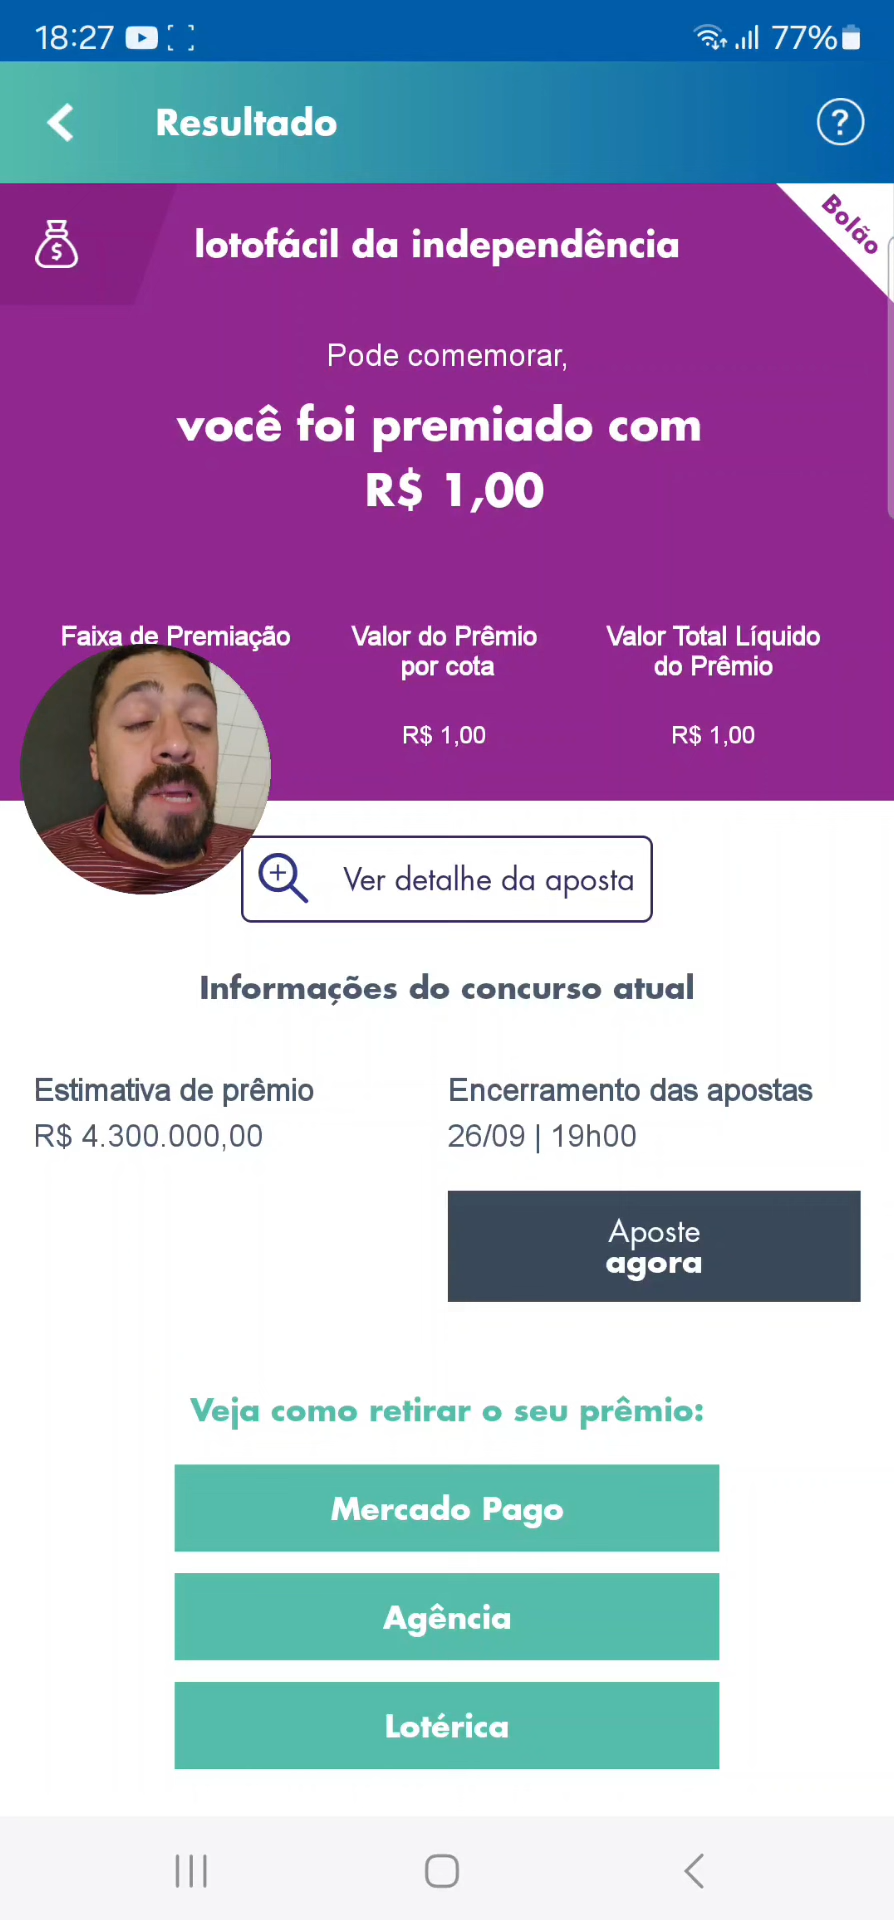 18:27
77%
Resultado
?
Bolão
lotofácil da independência
Pode comemorar,
você foi premiado com
R$ 1,00
Faixa de Premiação
Valor do Prêmio
por cota
Valor Total Líquido
do Prêmio
R$ 1,00
R$ 1,00
Ver detalhe da aposta
Informações do concurso atual
Estimativa de prêmio
Encerramento das apostas
R$ 4.300.000,00
26/09 | 19h00
Aposte
agora
Veja como retirar o seu prêmio:
Mercado Pago
Agência
Lotérica